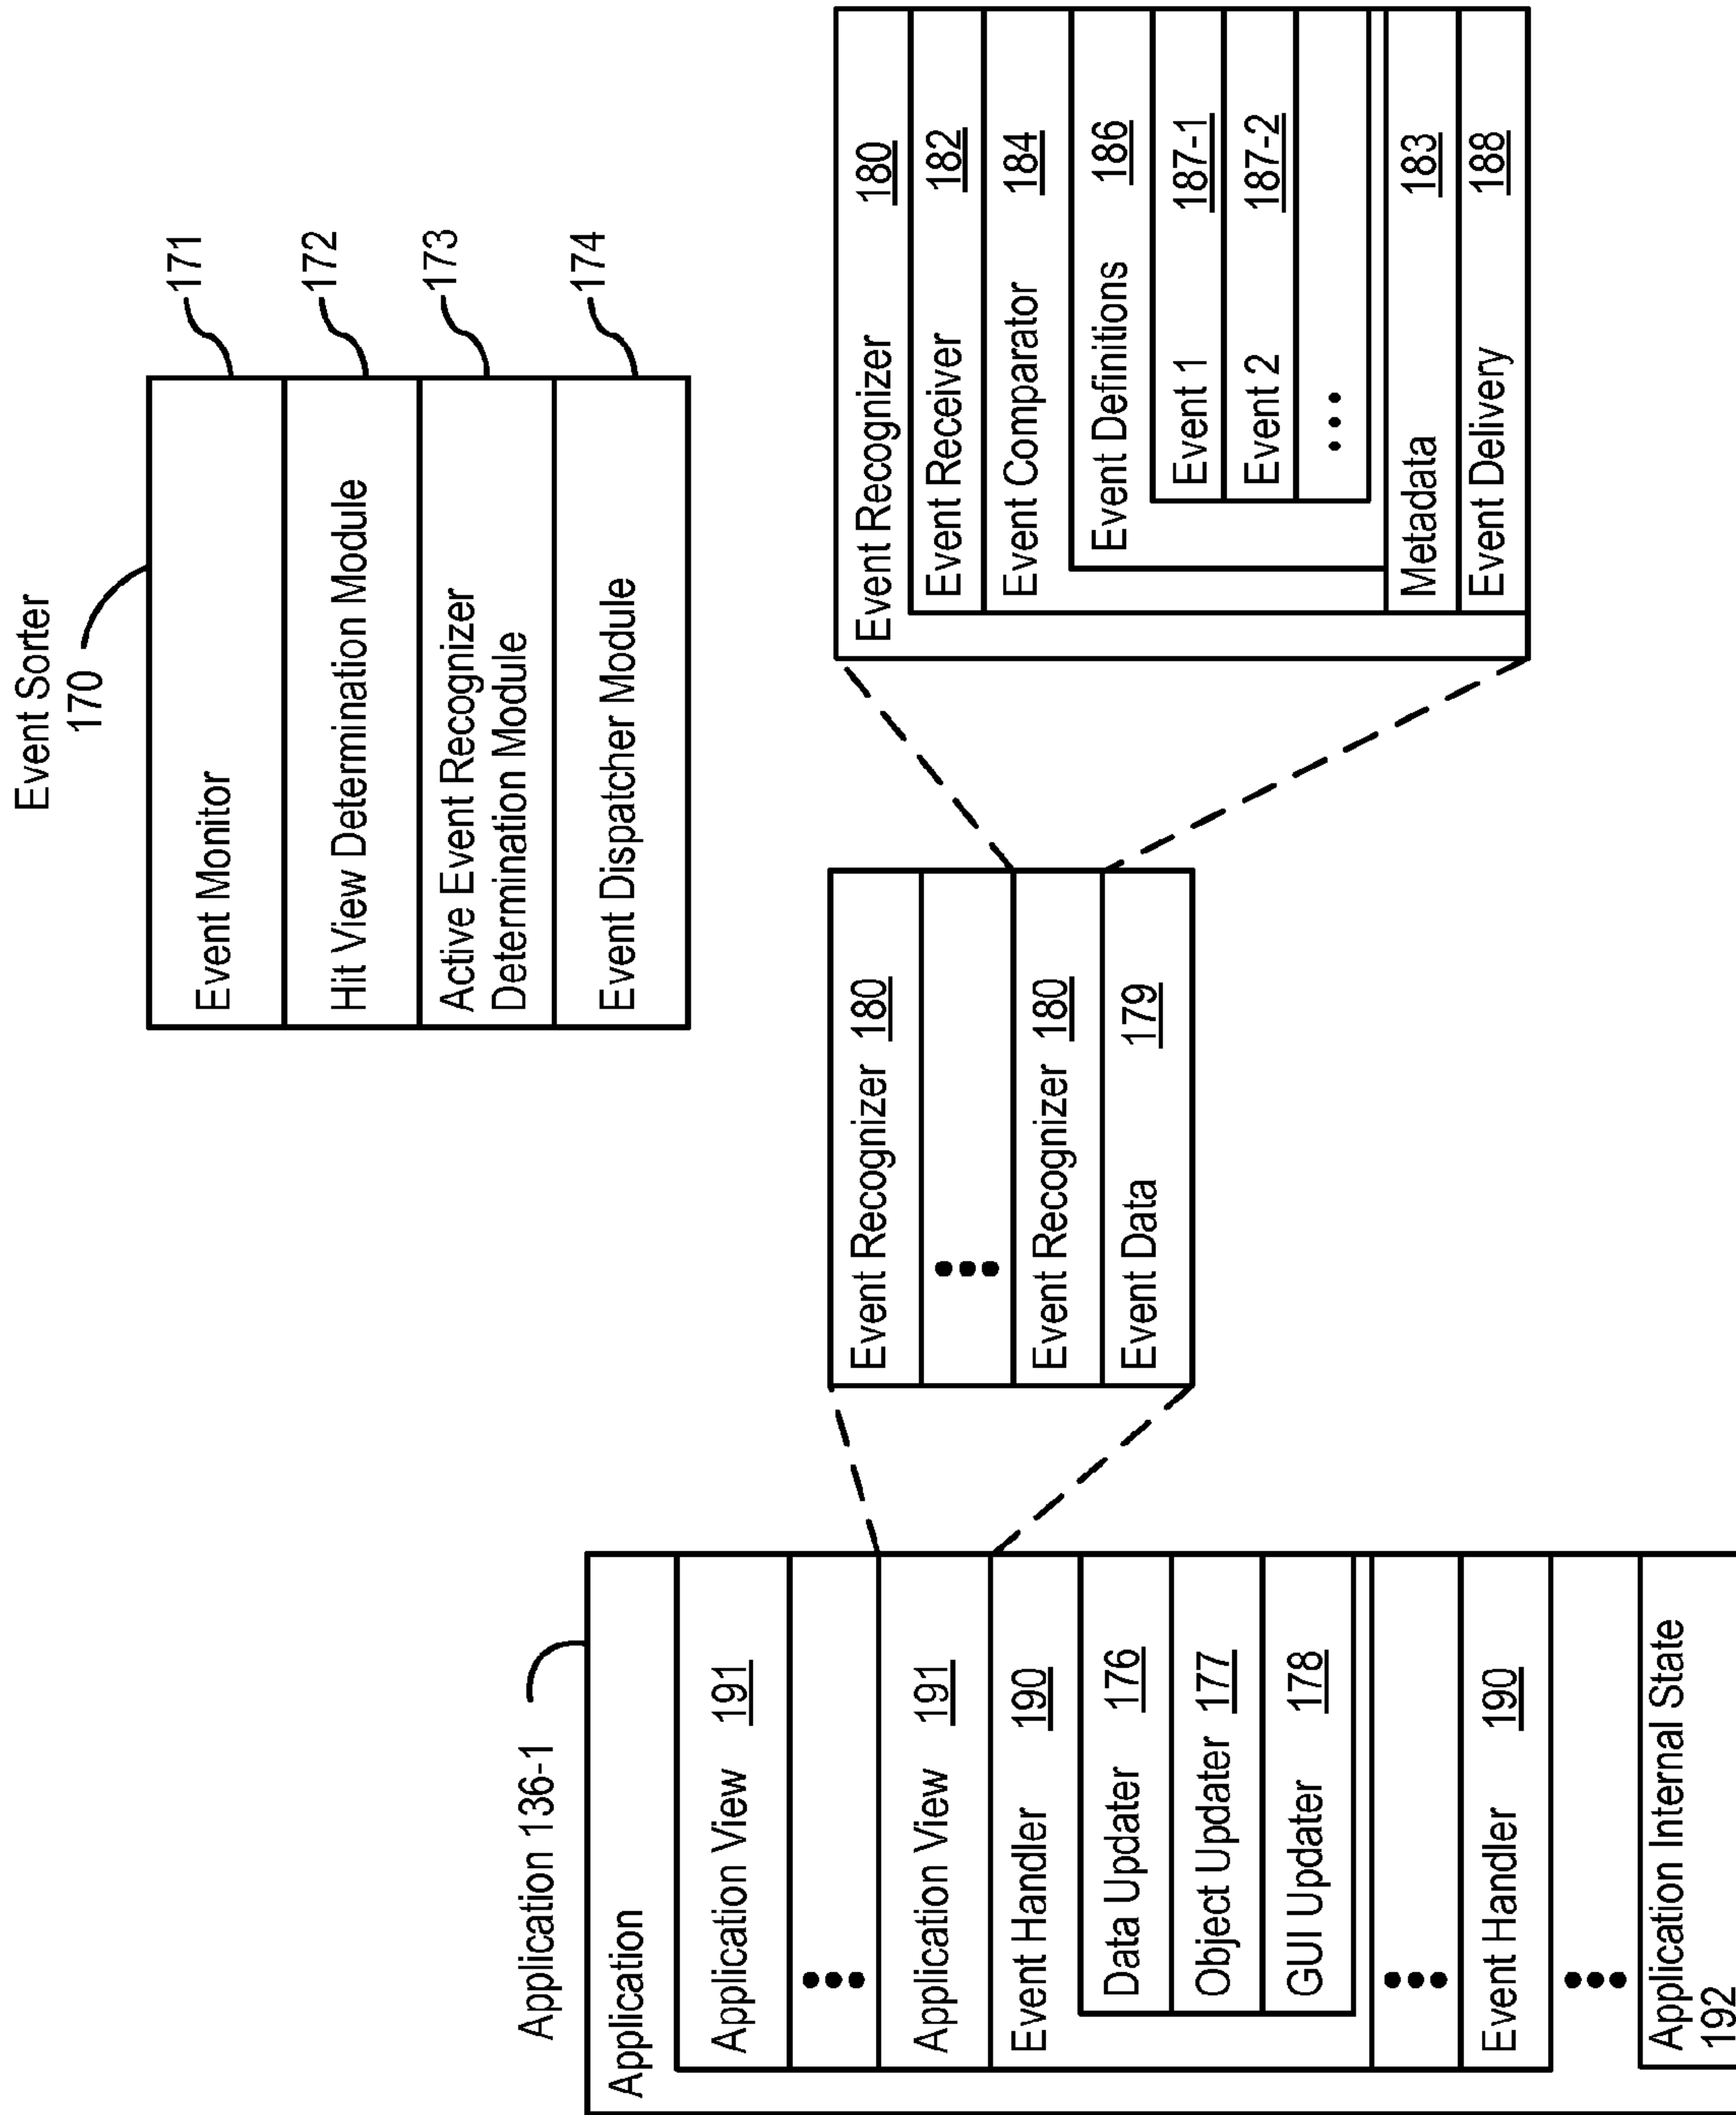 Event Sorter
170
Event Monitor 171
Hit View Determination Module 172
Active Event Recognizer 173
Determination Module
Event Dispatcher Module 174
Application 136-1
Application
Application View 191
•••
Application View 191
Event Handler 190
Data Updater 176
Object Updater 177
GUI Updater 178
•••
Event Handler 190
•••
Application Internal State
192
Event Recognizer 180
•••
Event Recognizer 180
Event Data 179
Event Recognizer 180
Event Receiver 182
Event Comparator 184
Event Definitions 186
Event 1 187-1
Event 2 187-2
•••
Metadata 183
Event Delivery 188